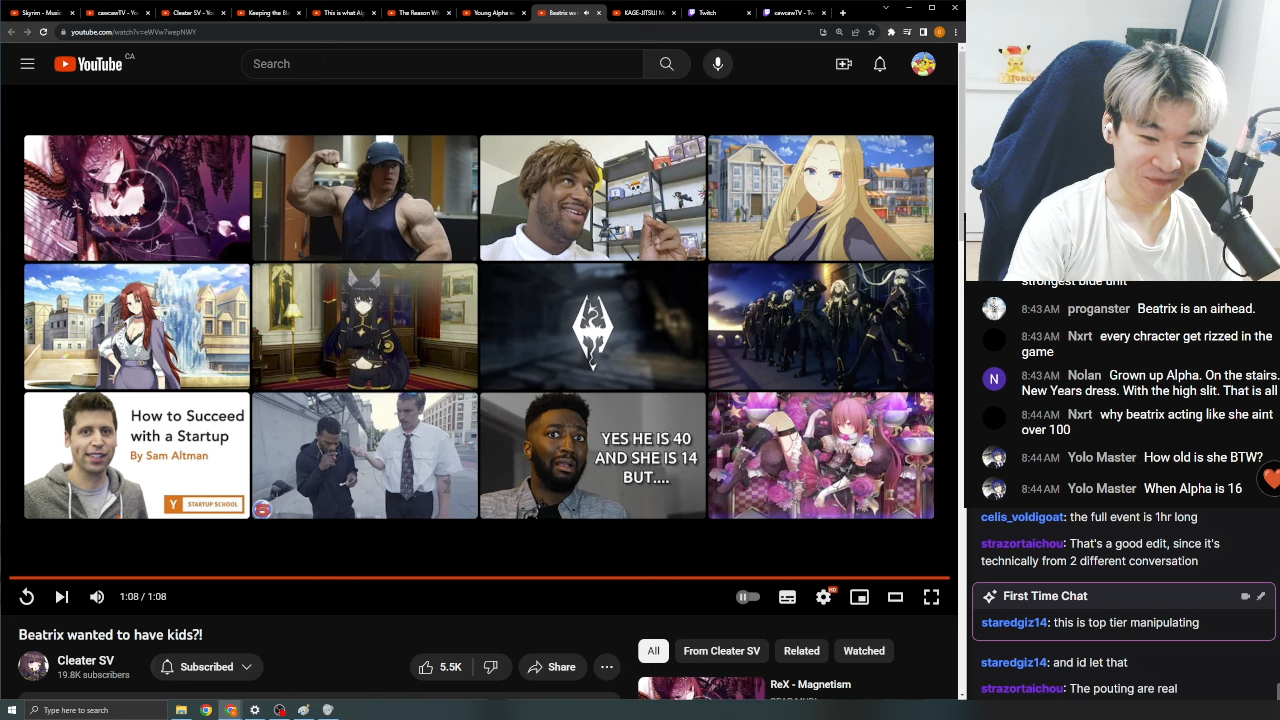 Skyrim - Music
cawcawTV - Yo
Cleater SV - Yo
Keeping the Bl
This is what Al
The Reason W
Young Alpha w
Beatrix wan
KAGE-JITSU! M
Twitch
cawcawTV - Tw
youtube.com/watch?v=eWVw7wepNWY
YouTube CA
Search
How to Succeed
with a Startup
By Sam Altman
Y STARTUP SCHOOL
YES HE IS 40
AND SHE IS 14
BUT....
1:08 / 1:08
HD
Beatrix wanted to have kids?!
Cleater SV
19.8K subscribers
Subscribed
5.5K
Share
All
From Cleater SV
Related
Watched
ReX - Magnetism
Type here to search
strongest blue unit
8:43 AM proganster Beatrix is an airhead.
8:43 AM Nxrt every chracter get rizzed in the
game
N
8:43 AM Nolan Grown up Alpha. On the stairs.
New Years dress. With the high slit. That is all
8:44 AM Nxrt why beatrix acting like she aint
over 100
8:44 AM Yolo Master How old is she BTW?
8:44 AM Yolo Master When Alpha is 16
celis_voldigoat: the full event is 1hr long
strazortaichou: That's a good edit, since it's
technically from 2 different conversation
First Time Chat
staredgiz14: this is top tier manipulating
staredgiz14: and id let that
strazortaichou: The pouting are real